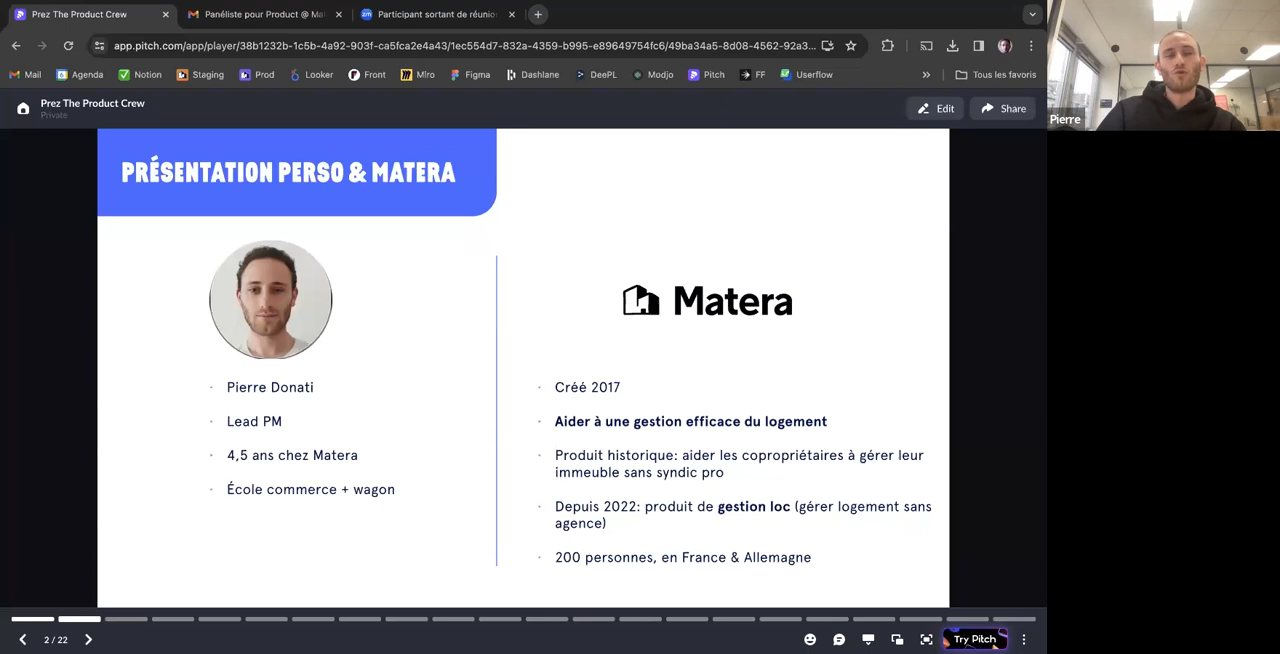 Prez The Product Crew
Panéliste pour Product @ Ma
Participant sortant de réunion
app.pitch.com/app/player/38b1232b-1c5b-4a92-903f-ca5fca2e4a43/1ec554d7-832a-4359-b995-e89649754fc6/49ba34a5-8d08-4562-92a3...
Mail Agenda Notion Staging Prod Looker Front Miro Figma Dashlane DeePL Modjo Pitch FF Userflow » Tous les favoris
Prez The Product Crew
Private
Edit Share
Pierre
PRÉSENTATION PERSO & MATERA
Matera
· Pierre Donati
· Lead PM
· 4,5 ans chez Matera
· École commerce + wagon
· Créé 2017
· Aider à une gestion efficace du logement
· Produit historique: aider les copropriétaires à gérer leur
immeuble sans syndic pro
· Depuis 2022: produit de gestion loc (gérer logement sans
agence)
· 200 personnes, en France & Allemagne
2 / 22
Try Pitch